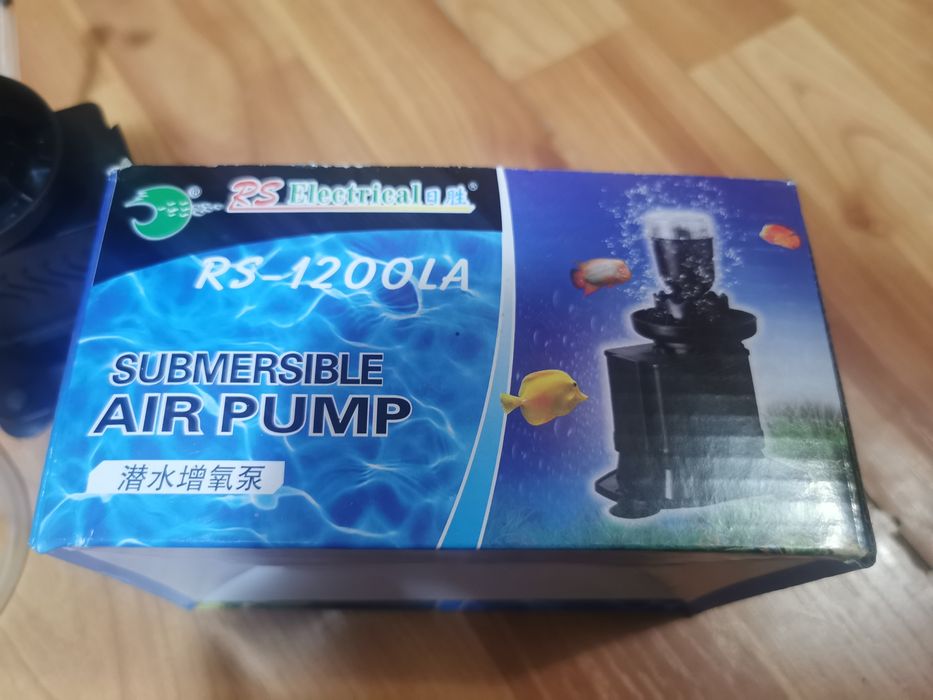 ® RS Electrical日胜®
RS-1200LA
SUBMERSIBLE
AIR PUMP
潜水增氧泵